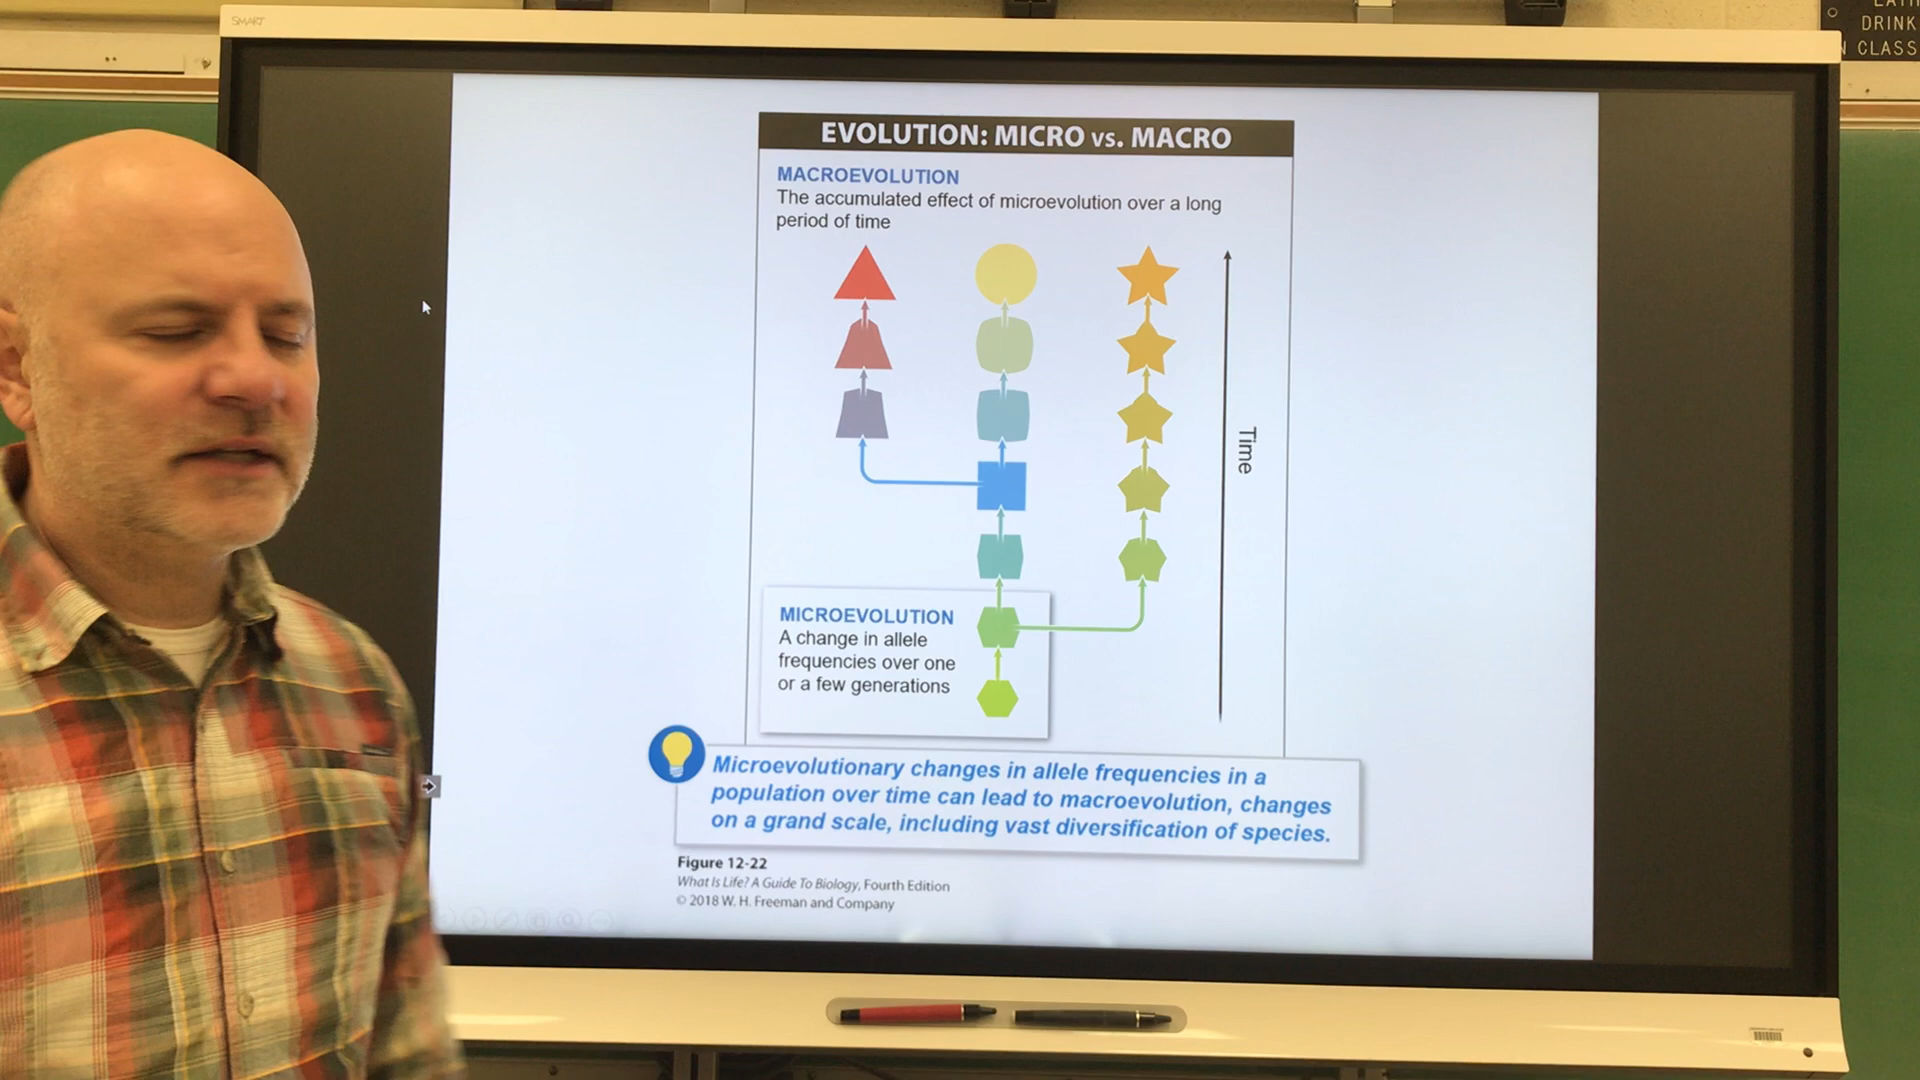 SMART
DRINK
CLASS
EVOLUTION: MICRO vs. MACRO
MACROEVOLUTION
The accumulated effect of microevolution over a long
period of time
Time
MICROEVOLUTION
A change in allele
frequencies over one
or a few generations
Microevolutionary changes in allele frequencies in a
population over time can lead to macroevolution, changes
on a grand scale, including vast diversification of species.
Figure 12-22
What Is Life? A Guide To Biology, Fourth Edition
© 2018 W. H. Freeman and Company